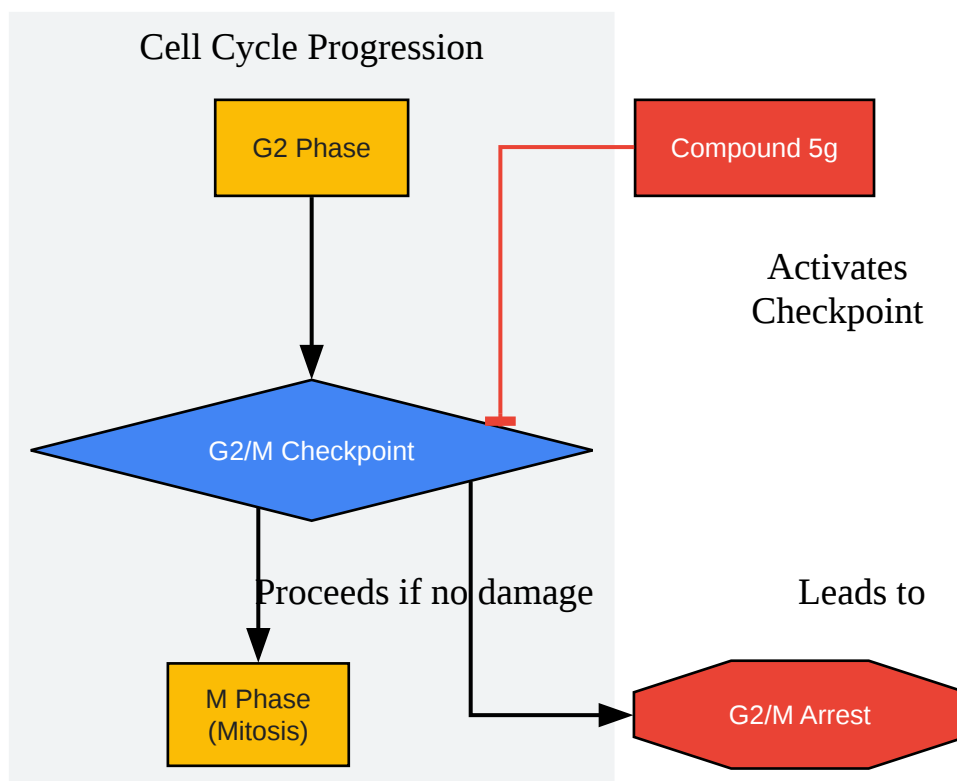 Cell Cycle Progression
G2 Phase
Compound 5g
Activates
Checkpoint
G2/M Checkpoint
Proceeds if no damage
Leads to
M Phase
(Mitosis)
G2/M Arrest